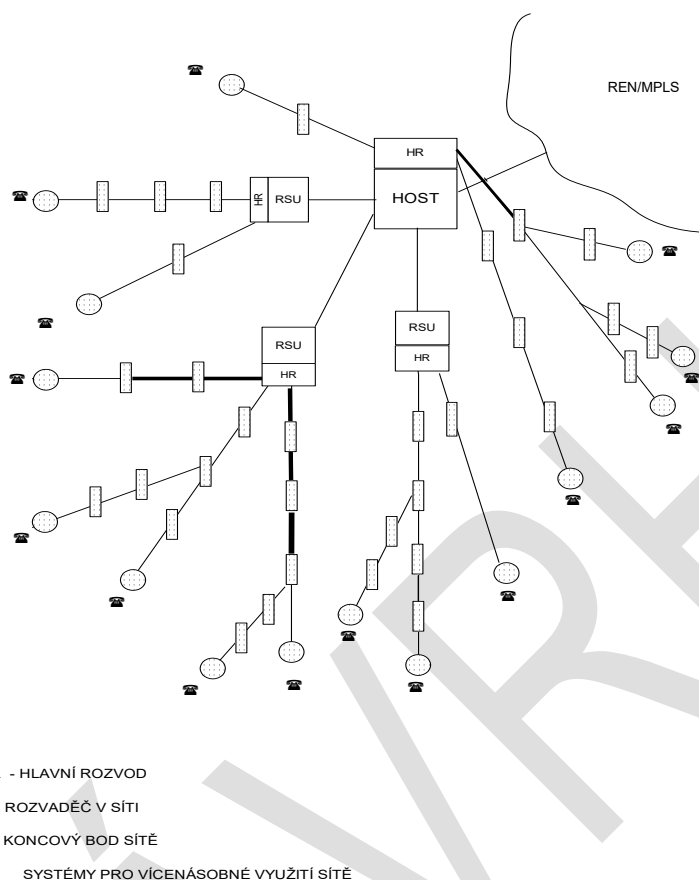 REN/MPLS
HR
HOST
HR
RSU
RSU
HR
RSU
HR
- HLAVNÍ ROZVOD
ROZVADĚČ V SÍTI
KONCOVÝ BOD SÍTĚ
SYSTÉMY PRO VÍCENÁSOBNÉ VYUŽITÍ SÍTĚ